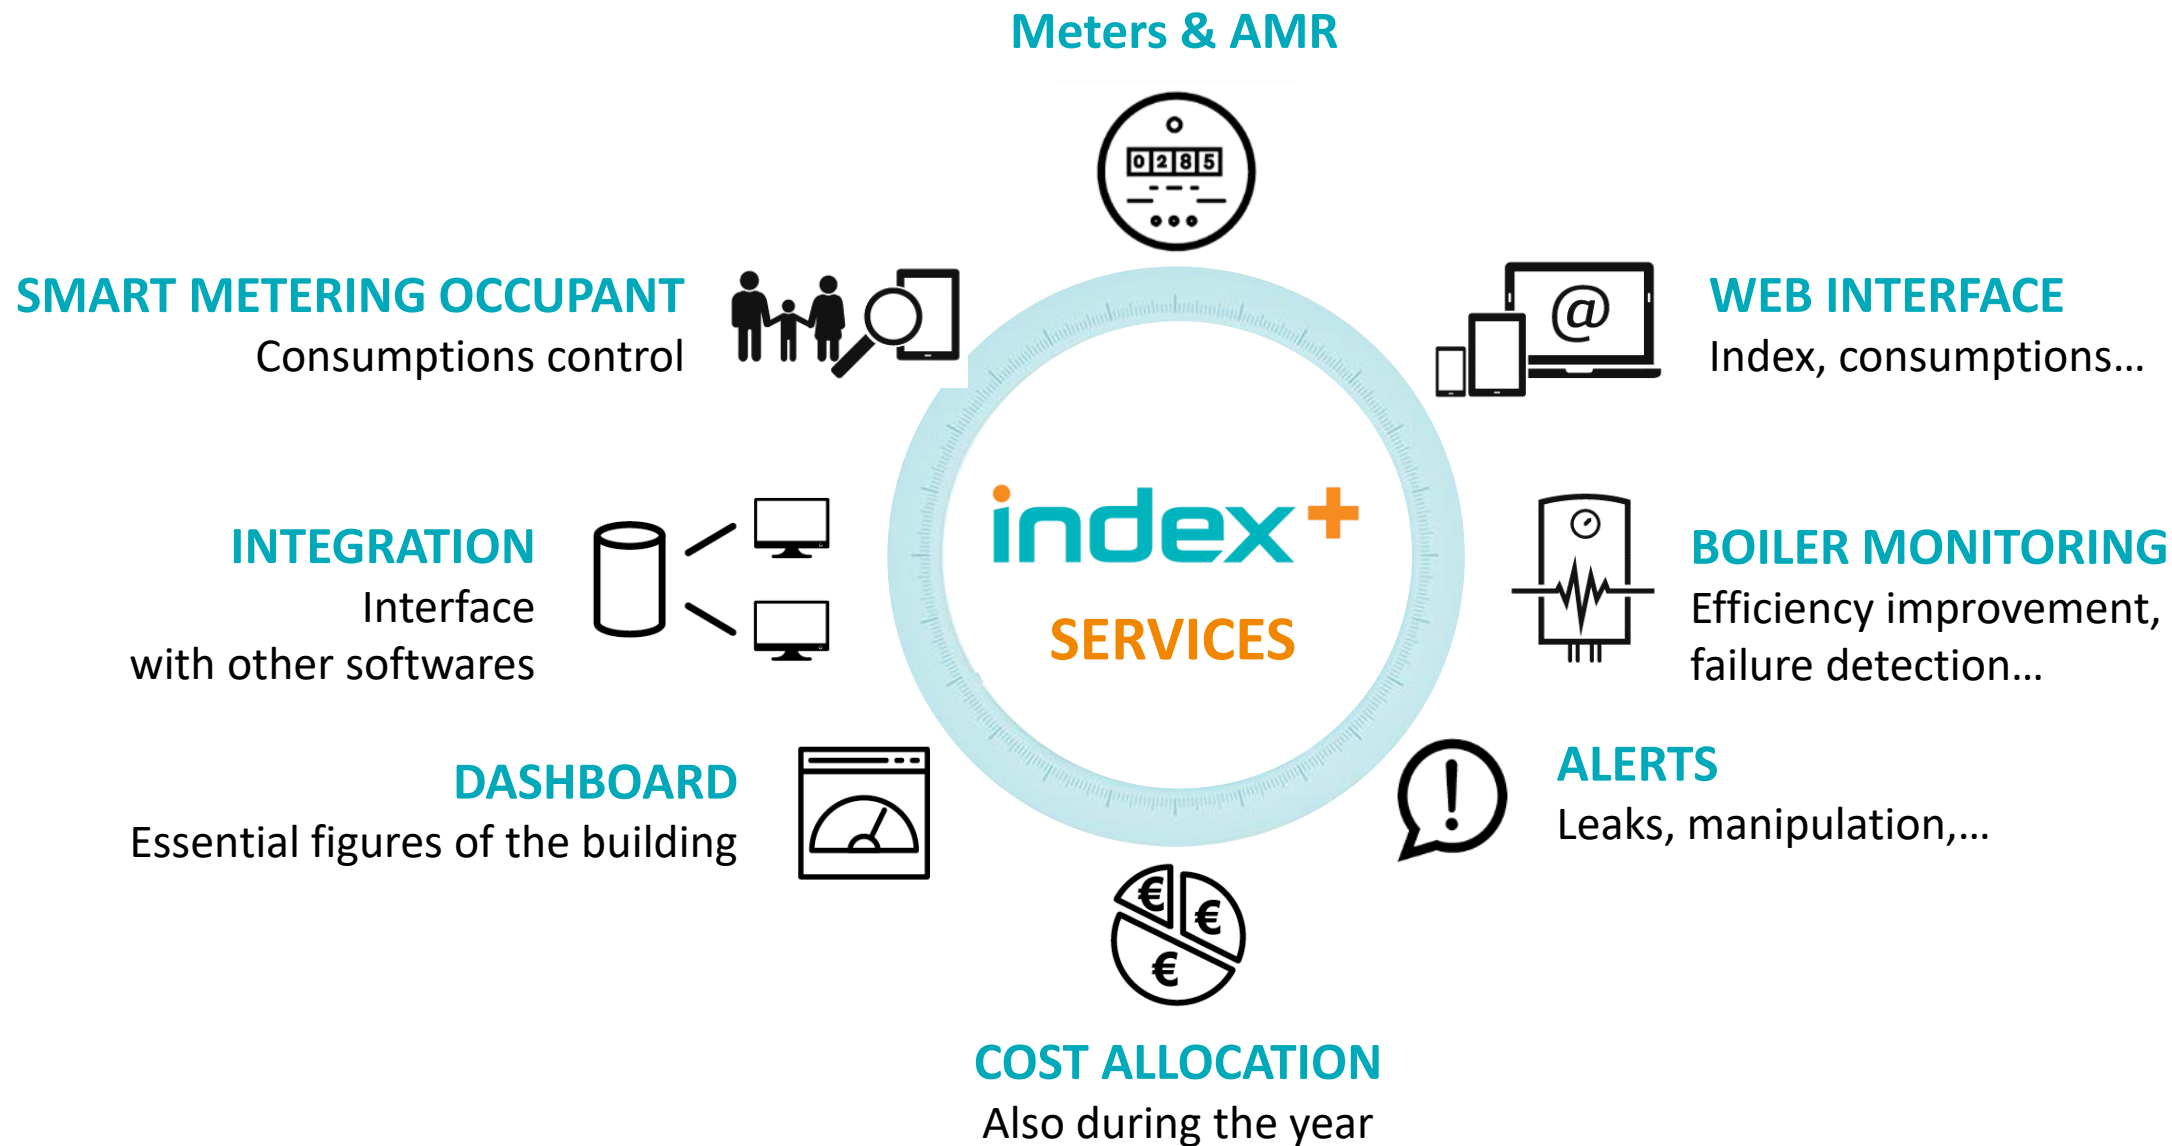 Meters & AMR
0285
SMART METERING OCCUPANT
Consumptions control
@
WEB INTERFACE
Index, consumptions...
INTEGRATION
Interface
with other softwares
index+
SERVICES
BOILER MONITORING
Efficiency improvement,
failure detection...
DASHBOARD
Essential figures of the building
!
ALERTS
Leaks, manipulation,...
€ €
€
COST ALLOCATION
Also during the year